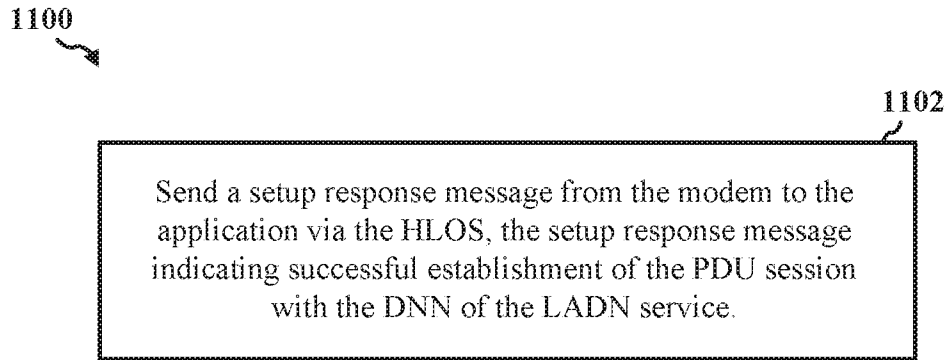 1100
1102
Send a setup response message from the modem to the
application via the HLOS, the setup response message
indicating successful establishment of the PDU session
with the DNN of the LADN service.